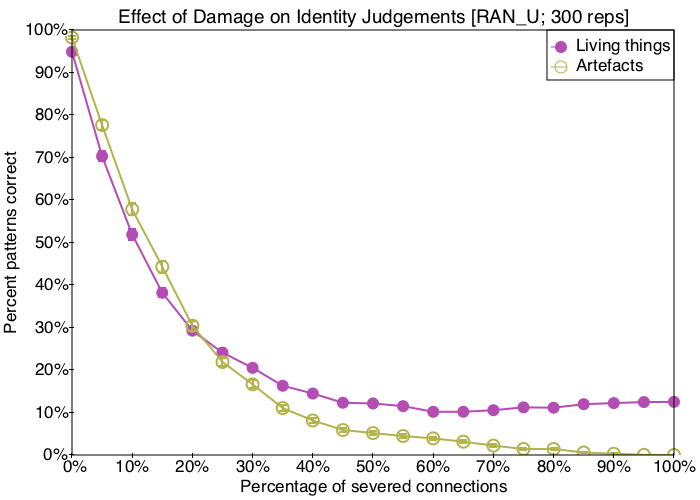 Effect of Damage on Identity Judgements [RAN_U; 300 reps]
Living things
Artefacts
Percent patterns correct
100%
90%
80%
70%
60%
50%
40%
30%
20%
10%
0%
0% 10% 20% 30% 40% 50% 60% 70% 80% 90% 100%
Percentage of severed connections